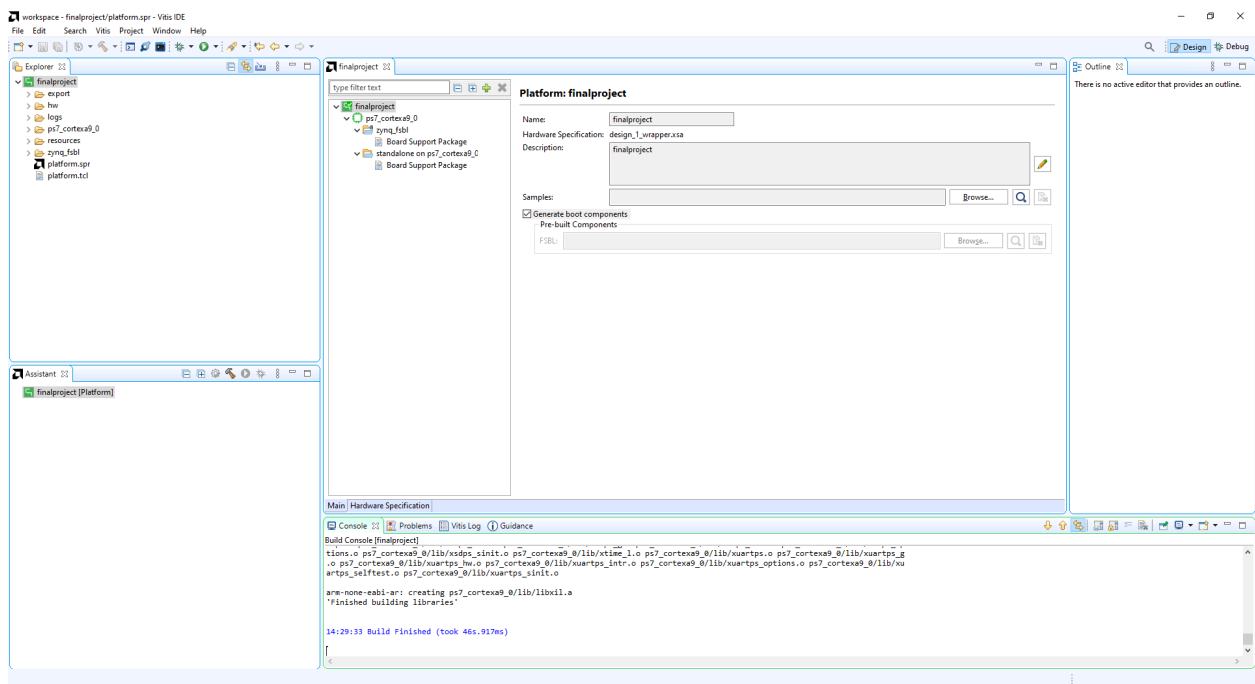 workspace - finalproject/platform.spr - Vitis IDE
File Edit Search Vitis Project Window Help
Design Debug
Explorer
finalproject
export
hw
logs
ps7_cortexa9_0
resources
zynq_fsbl
platform.spr
platform.tcl
Assistant
finalproject [Platform]
finalproject
type filter text
finalproject
ps7_cortexa9_0
zynq_fsbl
Board Support Package
standalone on ps7_cortexa9_0
Board Support Package
Platform: finalproject
Name: finalproject
Hardware Specification: design_1_wrapper.xsa
Description: finalproject
Samples: Browse...
Generate boot components
Pre-built Components
FSBL: Browse...
Main Hardware Specification
Outline
There is no active editor that provides an outline.
Console Problems Vitis Log Guidance
Build Console [finalproject]
tions.o ps7_cortexa9_0/lib/xsdps_sinit.o ps7_cortexa9_0/lib/xtime_l.o ps7_cortexa9_0/lib/xuartps.o ps7_cortexa9_0/lib/xuartps_g
.o ps7_cortexa9_0/lib/xuartps_hw.o ps7_cortexa9_0/lib/xuartps_intr.o ps7_cortexa9_0/lib/xuartps_options.o ps7_cortexa9_0/lib/xu
artps_selftest.o ps7_cortexa9_0/lib/xuartps_sinit.o
arm-none-eabi-ar: creating ps7_cortexa9_0/lib/libxil.a
'Finished building libraries'
14:29:33 Build Finished (took 46s.917ms)